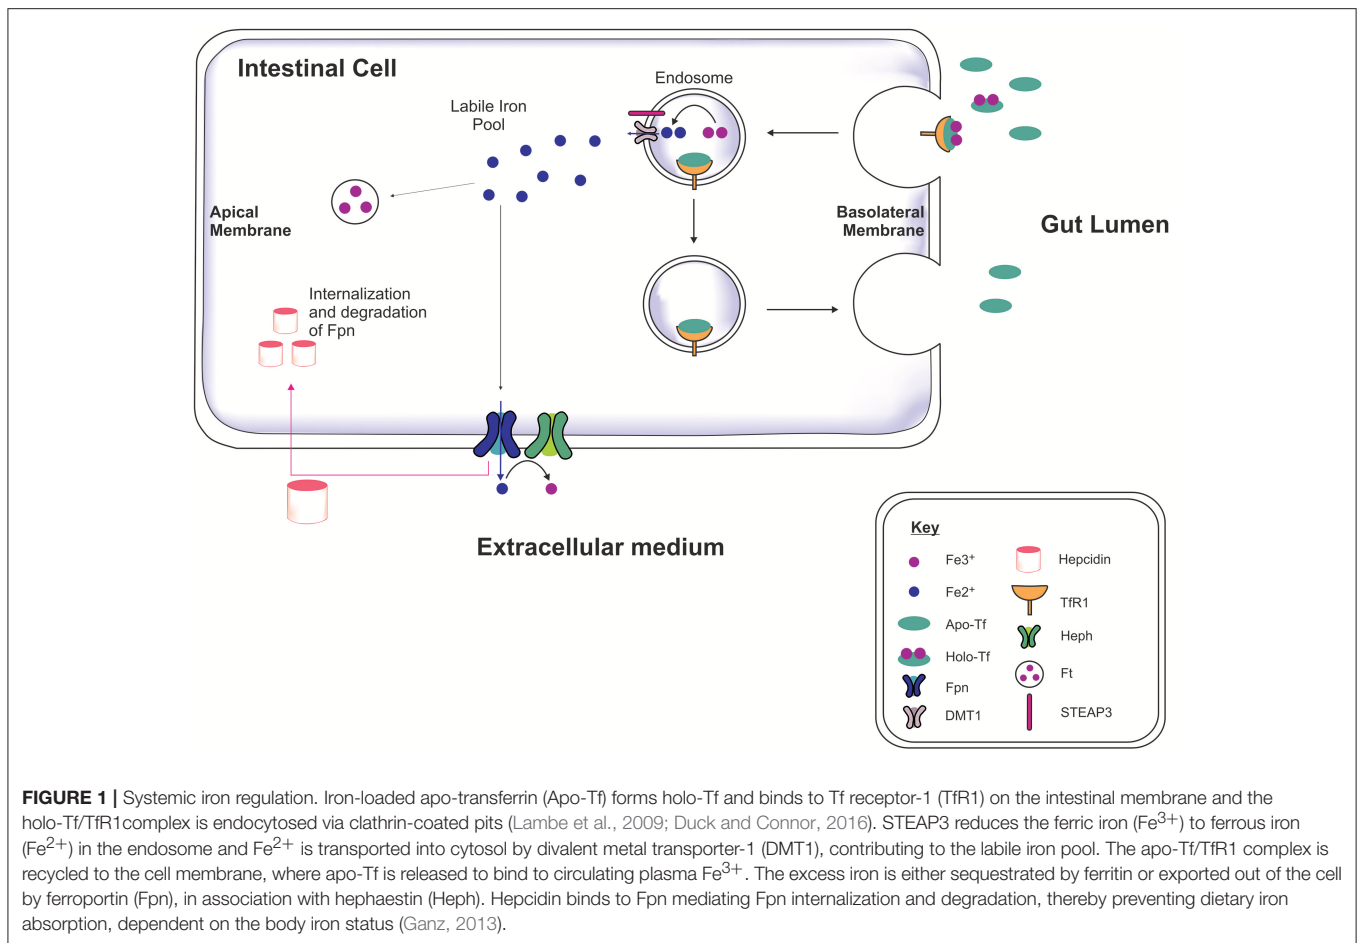 Intestinal Cell
Endosome
Labile Iron
Pool
Apical
Membrane
Basolateral
Membrane
Gut Lumen
Internalization
and degradation
of Fpn
Extracellular medium
Key
Fe3⁺
Fe2⁺
Apo-Tf
Holo-Tf
Fpn
DMT1
Hepcidin
TfR1
Heph
Ft
STEAP3
FIGURE 1 | Systemic iron regulation. Iron-loaded apo-transferrin (Apo-Tf) forms holo-Tf and binds to Tf receptor-1 (TfR1) on the intestinal membrane and the
holo-Tf/TfR1complex is endocytosed via clathrin-coated pits (Lambe et al., 2009; Duck and Connor, 2016). STEAP3 reduces the ferric iron (Fe³⁺) to ferrous iron
(Fe²⁺) in the endosome and Fe²⁺ is transported into cytosol by divalent metal transporter-1 (DMT1), contributing to the labile iron pool. The apo-Tf/TfR1 complex is
recycled to the cell membrane, where apo-Tf is released to bind to circulating plasma Fe³⁺. The excess iron is either sequestrated by ferritin or exported out of the cell
by ferroportin (Fpn), in association with hephaestin (Heph). Hepcidin binds to Fpn mediating Fpn internalization and degradation, thereby preventing dietary iron
absorption, dependent on the body iron status (Ganz, 2013).